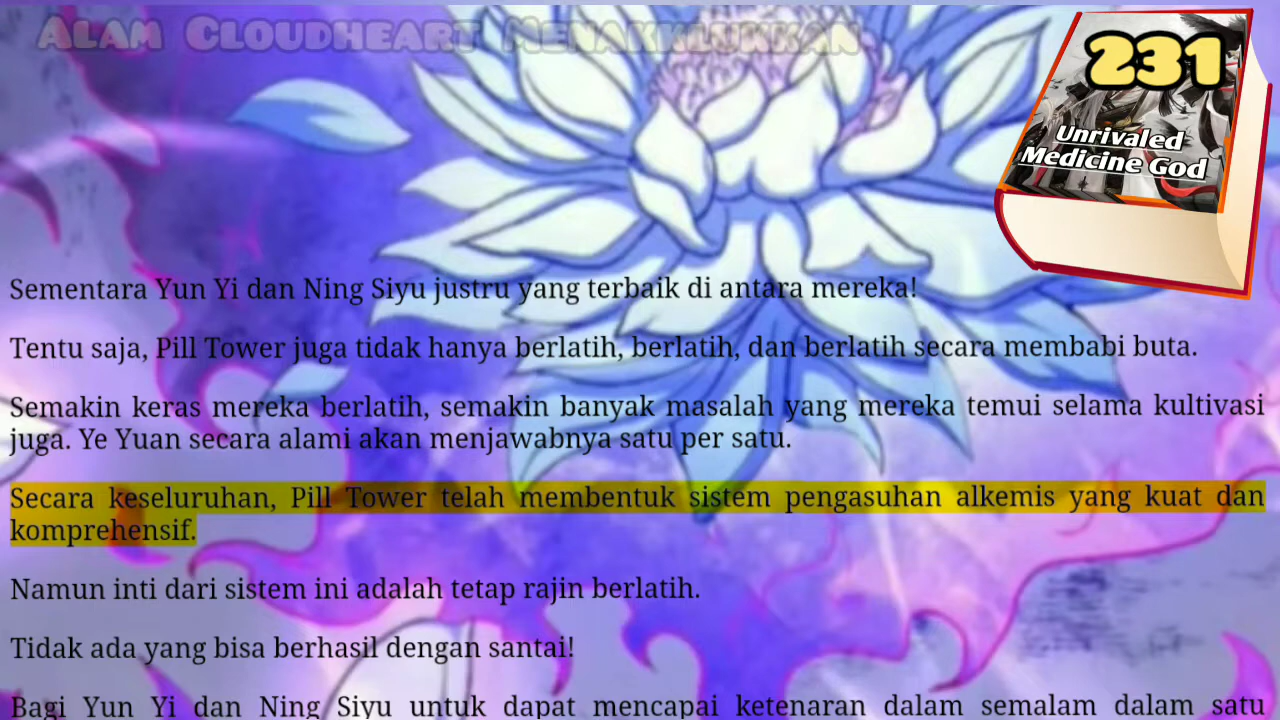 Alam Cloudheart Menakklukkan
231
Unrivaled
Medicine God
Sementara Yun Yi dan Ning Siyu justru yang terbaik di antara mereka!
Tentu saja, Pill Tower juga tidak hanya berlatih, berlatih, dan berlatih secara membabi buta.
Semakin keras mereka berlatih, semakin banyak masalah yang mereka temui selama kultivasi
juga. Ye Yuan secara alami akan menjawabnya satu per satu.
Secara keseluruhan, Pill Tower telah membentuk sistem pengasuhan alkemis yang kuat dan
komprehensif.
Namun inti dari sistem ini adalah tetap rajin berlatih.
Tidak ada yang bisa berhasil dengan santai!
Bagi Yun Yi dan Ning Siyu untuk dapat mencapai ketenaran dalam semalam dalam satu